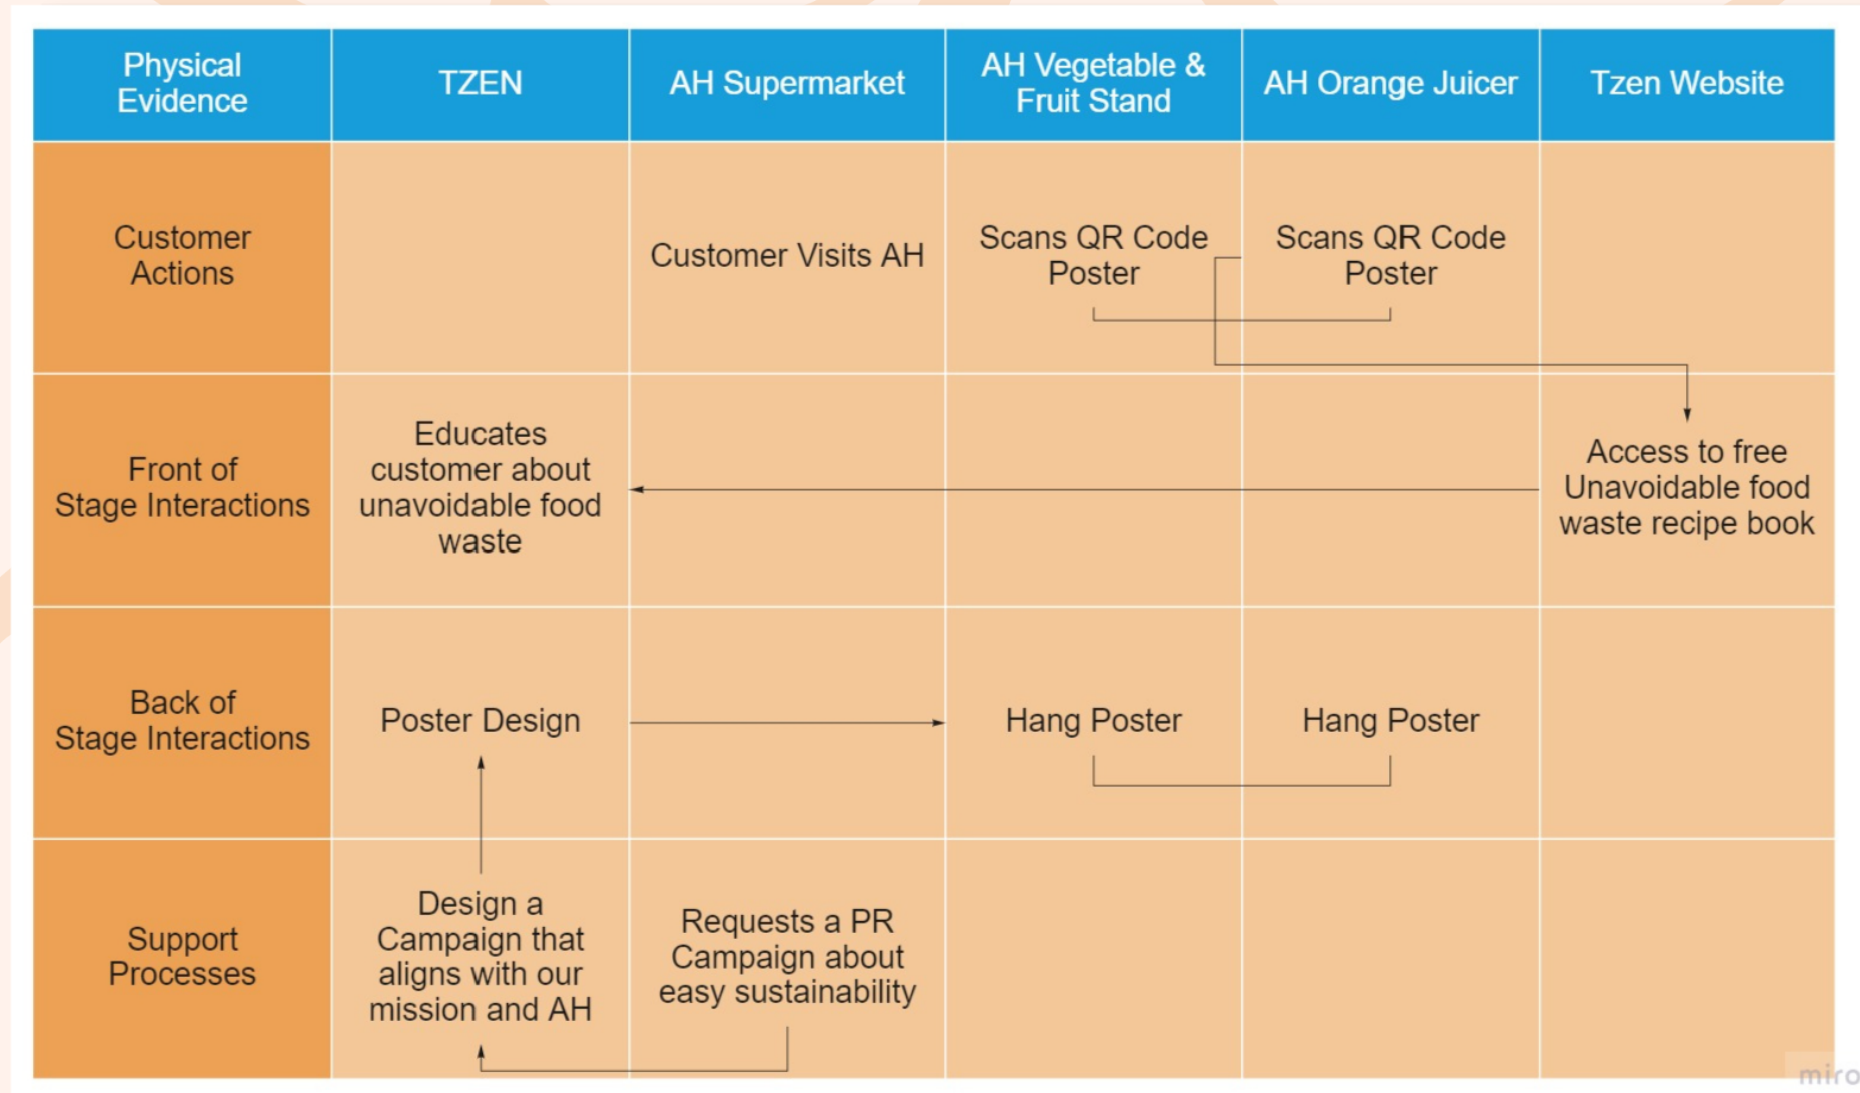 Physical
Evidence
TZEN
AH Supermarket
AH Vegetable &
Fruit Stand
AH Orange Juicer
Tzen Website
Customer
Actions
Customer Visits AH
Scans QR Code
Poster
Scans QR Code
Poster
Front of
Stage Interactions
Educates
customer about
unavoidable food
waste
Access to free
Unavoidable food
waste recipe book
Back of
Stage Interactions
Poster Design
Hang Poster
Hang Poster
Support
Processes
Design a
Campaign that
aligns with our
mission and AH
Requests a PR
Campaign about
easy sustainability
miro